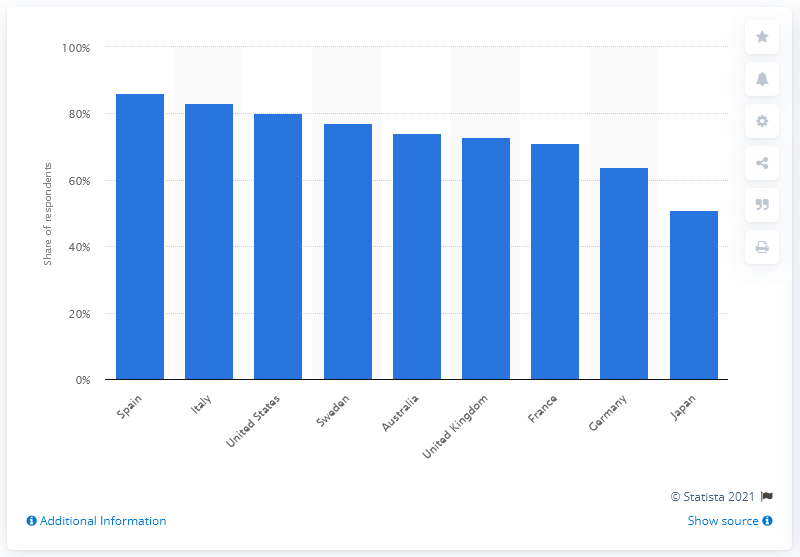 100%
80%
60%
40%
20%
0%
Share of respondents
Spain
Italy
United States
Sweden
Australia
United Kingdom
France
Germany
Japan
© Statista 2021
Additional Information
Show source